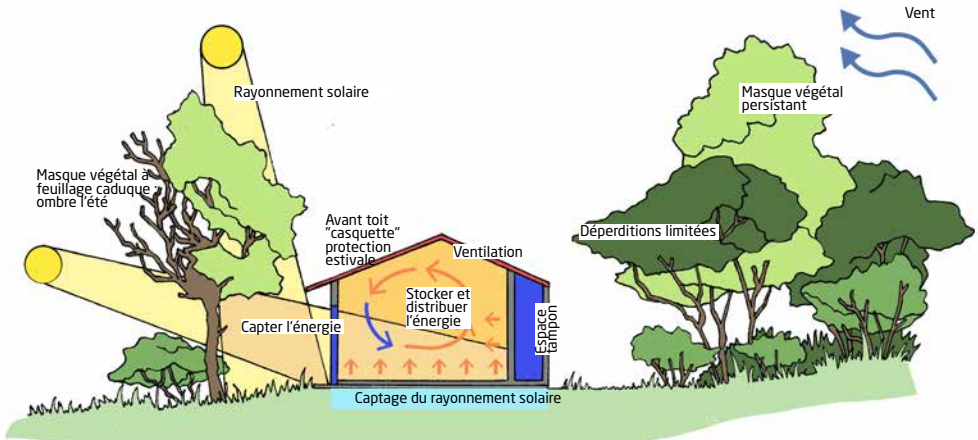 Vent
Rayonnement solaire
Masque végétal
persistant
Masque végétal à
feuillage caduque :
ombre l'été
Avant toit
"casquette"
protection
estivale
Ventilation
Déperditions limitées
Stocker et
distribuer
l'énergie
Capter l'énergie
Espace
tampon
Captage du rayonnement solaire